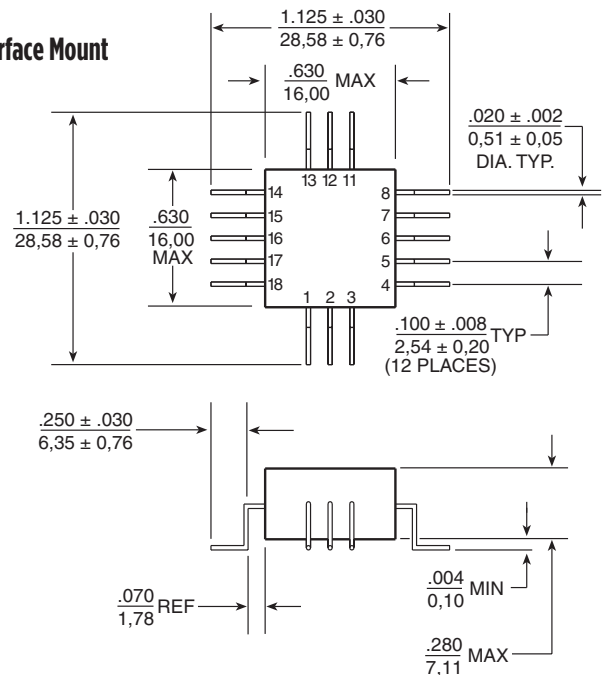 rface Mount
1.125 ± .030
28,58 ± 0,76
.630
16,00
MAX
.020 ± .002
0,51 ± 0,05
DIA. TYP.
13 12 11
14
15
16
17
18
8
7
6
5
4
1 2 3
1.125 ± .030
28,58 ± 0,76
.630
16,00
MAX
.100 ± .008
2,54 ± 0,20
TYP
(12 PLACES)
.250 ± .030
6,35 ± 0,76
.070
1,78
REF
.004
0,10
MIN
.280
7,11
MAX